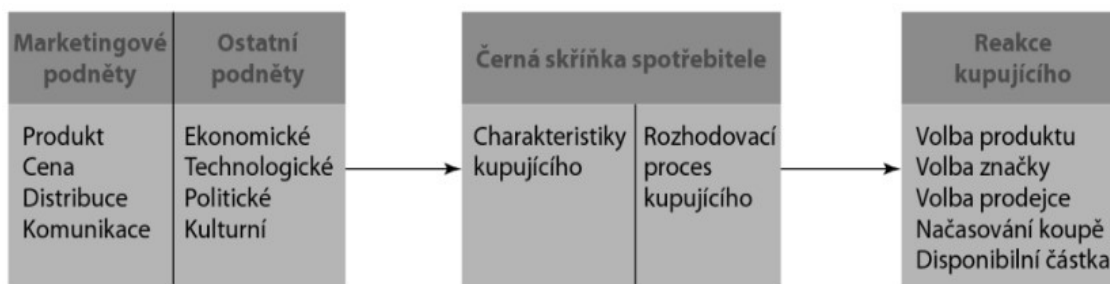 Marketingové
podněty
Ostatní
podněty
Produkt
Cena
Distribuce
Komunikace
Ekonomické
Technologické
Politické
Kulturní
Černá skříňka spotřebitele
Charakteristiky
kupujícího
Rozhodovací
proces
kupujícího
Reakce
kupujícího
Volba produktu
Volba značky
Volba prodejce
Načasování koupě
Disponibilní částka